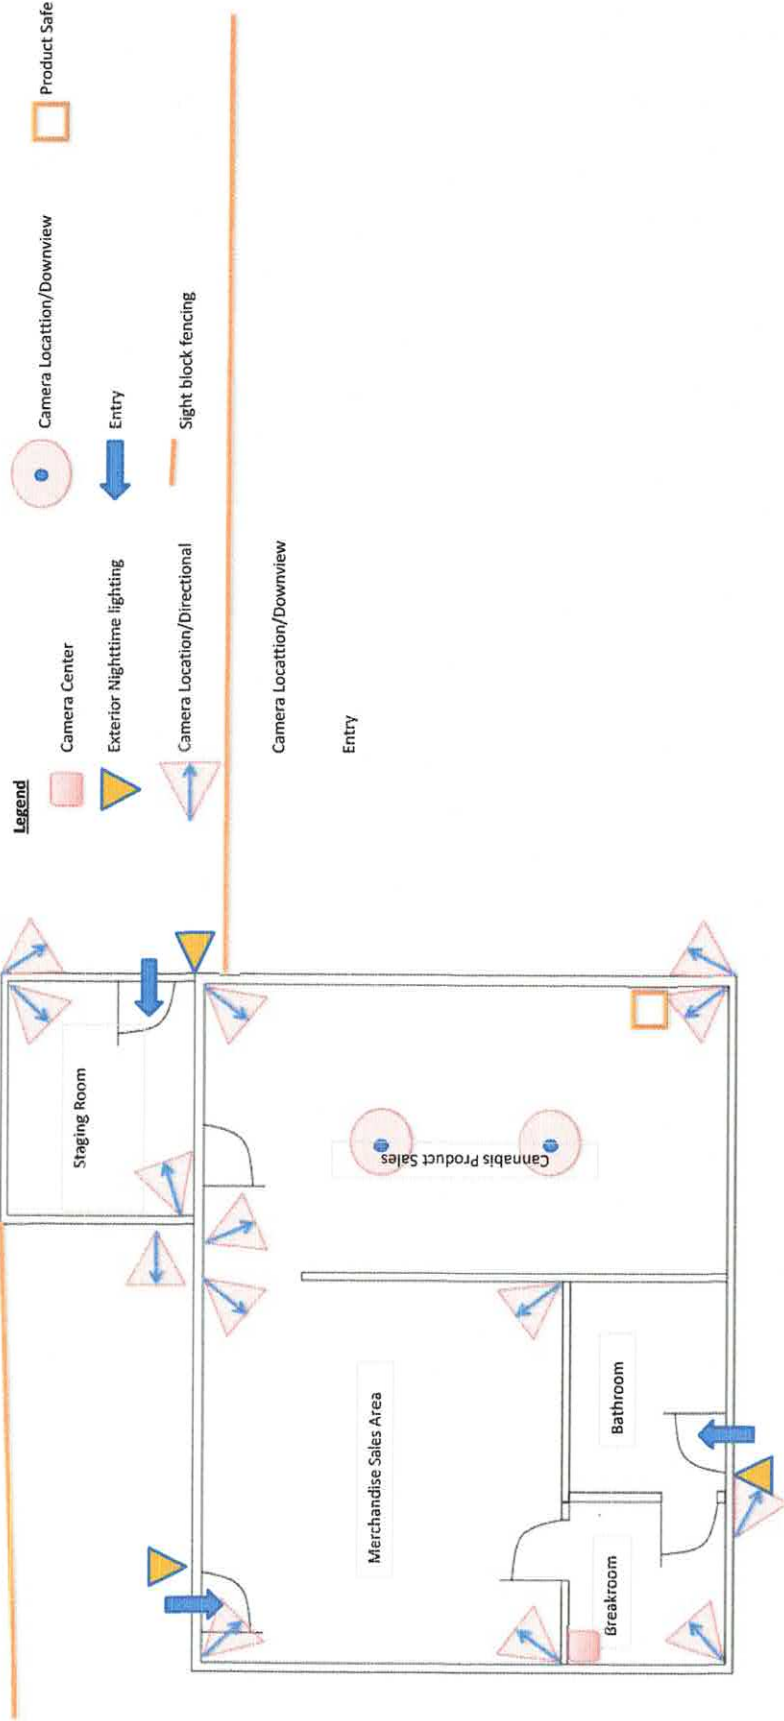 Legend
Camera Center
Exterior Nighttime lighting
Camera Location/Directional
Camera Locattion/Downview
Entry
Sight block fencing
Product Safe
Camera Locattion/Downview
Entry
Staging Room
Cannabis Product Sales
Merchandise Sales Area
Bathroom
Breakroom